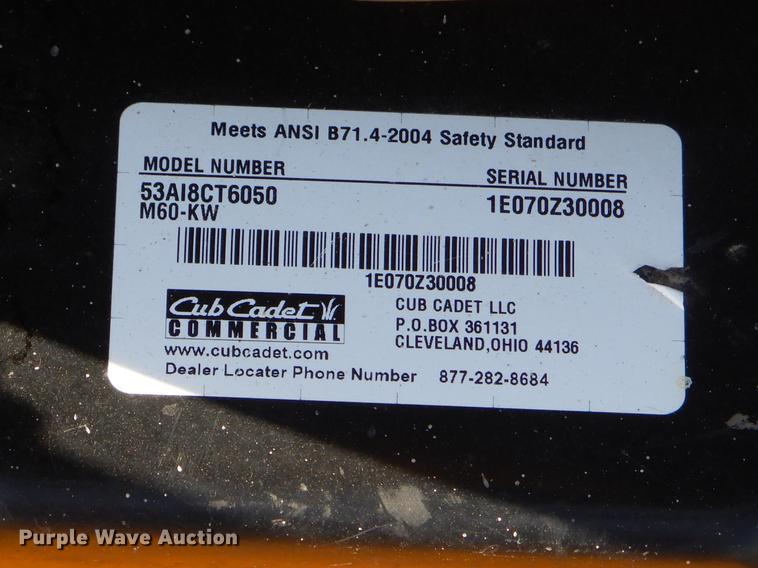 Meets ANSI B71.4-2004 Safety Standard
MODEL NUMBER SERIAL NUMBER
53AI8CT6050 1E070Z30008
M60-KW
1E070Z30008
Cub Cadet
COMMERCIAL
CUB CADET LLC
P.O.BOX 361131
CLEVELAND,OHIO 44136
www.cubcadet.com
Dealer Locater Phone Number 877-282-8684
Purple Wave Auction